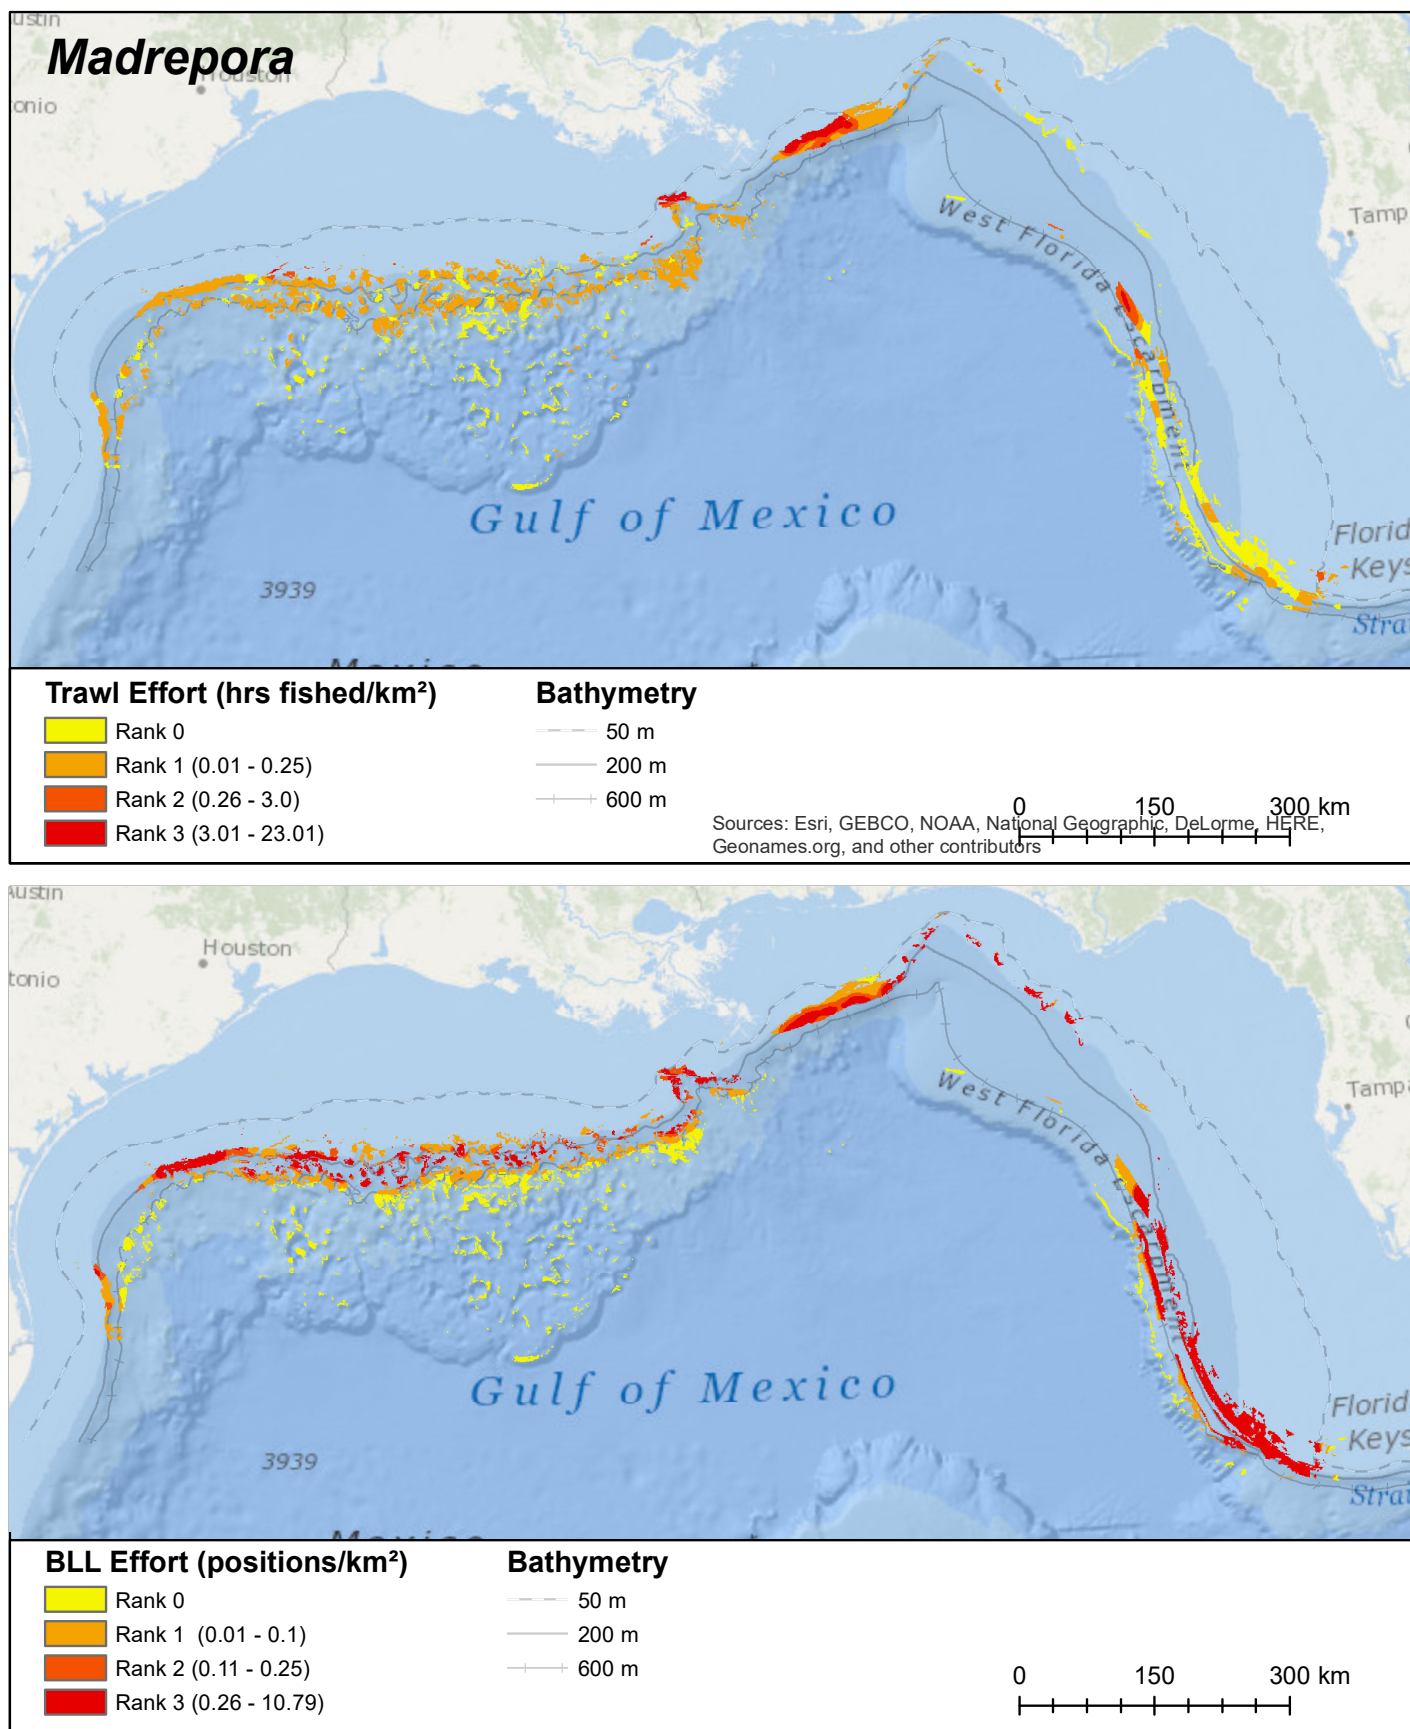 ustin
Madrepora
Houston
onio
Tamp
West Florida Escarpment
Gulf of Mexico
Florid
Keys
3939
Stra
Mexico
Trawl Effort (hrs fished/km²)
Bathymetry
Rank 0
50 m
Rank 1 (0.01 - 0.25)
200 m
Rank 2 (0.26 - 3.0)
600 m
Rank 3 (3.01 - 23.01)
0 150 300 km
Sources: Esri, GEBCO, NOAA, National Geographic, DeLorme, HERE,
Geonames.org, and other contributors
Austin
Houston
tonio
Tampa
West Florida Escarpment
Gulf of Mexico
Florid
Keys
3939
Strai
Mexico
BLL Effort (positions/km²)
Bathymetry
Rank 0
50 m
Rank 1 (0.01 - 0.1)
200 m
Rank 2 (0.11 - 0.25)
600 m
Rank 3 (0.26 - 10.79)
0 150 300 km